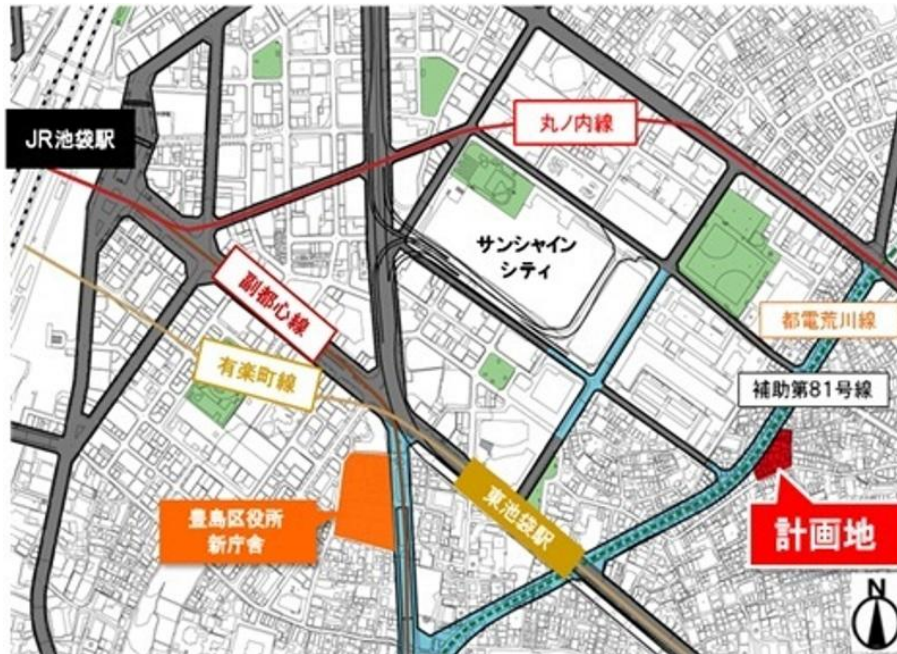 JR池袋駅
丸ノ内線
サンシャイン
シティ
副都心線
都電荒川線
有楽町線
補助第81号線
豊島区役所
新庁舎
東池袋駅
計画地
N